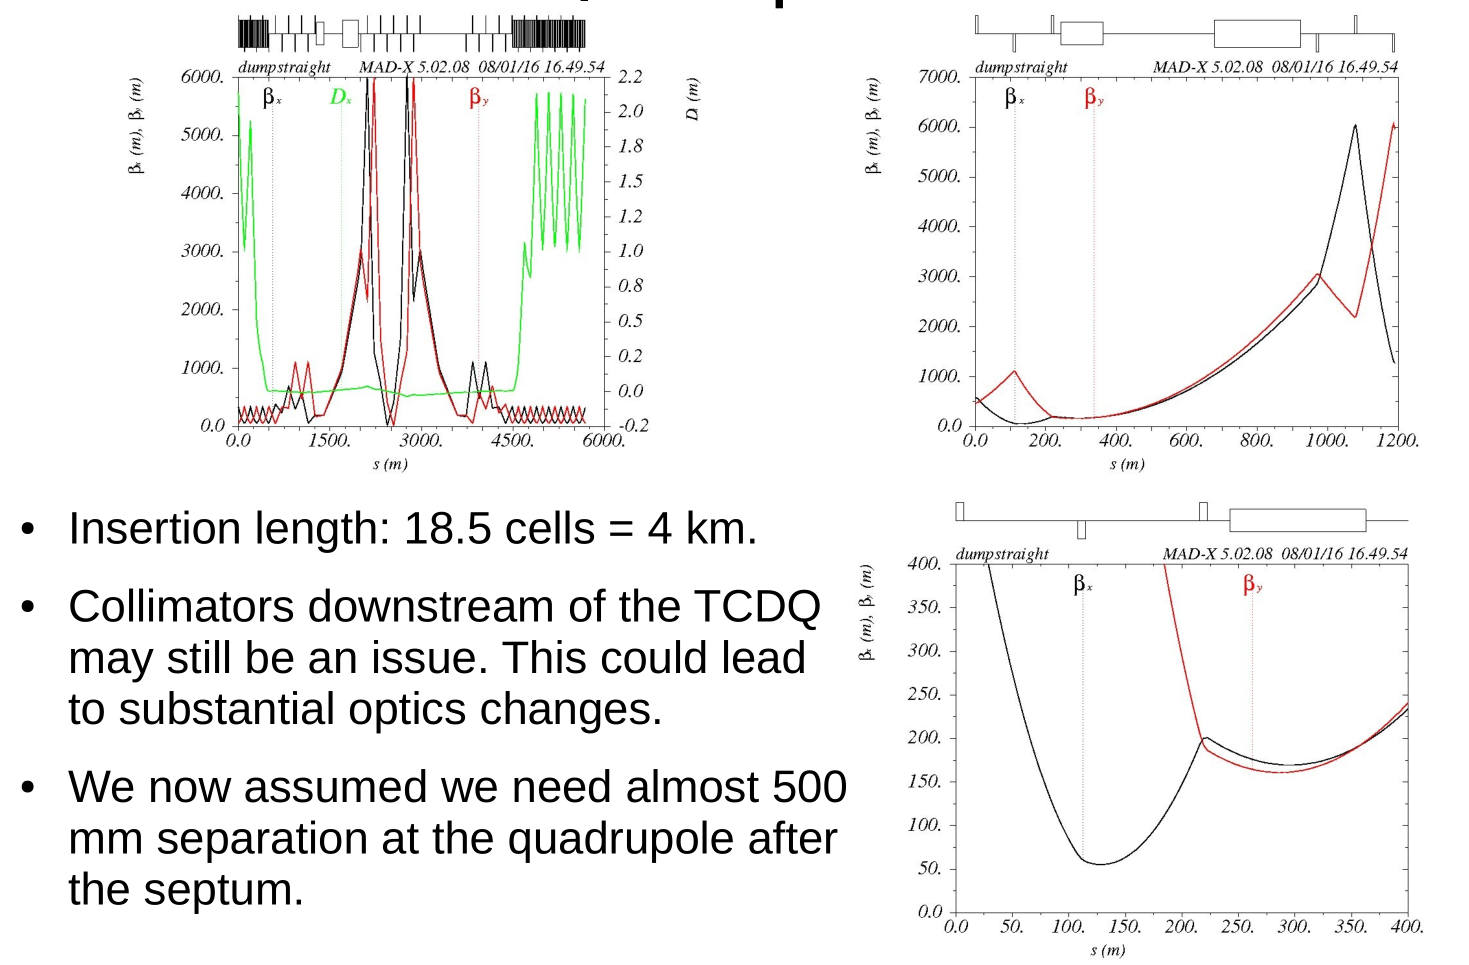 dumpstraight MAD-X 5.02.08 08/01/16 16.49.54
6000. 2.2
βx Dx βy
2.0
5000.
1.8
4000. 1.5
1.2
3000. 1.0
0.8
2000.
0.5
1000. 0.2
0.0
0.0 -0.2
0.0 1500. 3000. 4500. 6000.
s (m)
βx (m), βy (m)
Dx (m)
dumpstraight MAD-X 5.02.08 08/01/16 16.49.54
7000.
βx βy
6000.
5000.
4000.
3000.
2000.
1000.
0.0
0.0 200. 400. 600. 800. 1000. 1200.
s (m)
βx (m), βy (m)
• Insertion length: 18.5 cells = 4 km.
• Collimators downstream of the TCDQ
may still be an issue. This could lead
to substantial optics changes.
• We now assumed we need almost 500
mm separation at the quadrupole after
the septum.
dumpstraight MAD-X 5.02.08 08/01/16 16.49.54
400.
βx βy
350.
300.
250.
200.
150.
100.
50.
0.0
0.0 50. 100. 150. 200. 250. 300. 350. 400.
s (m)
βx (m), βy (m)